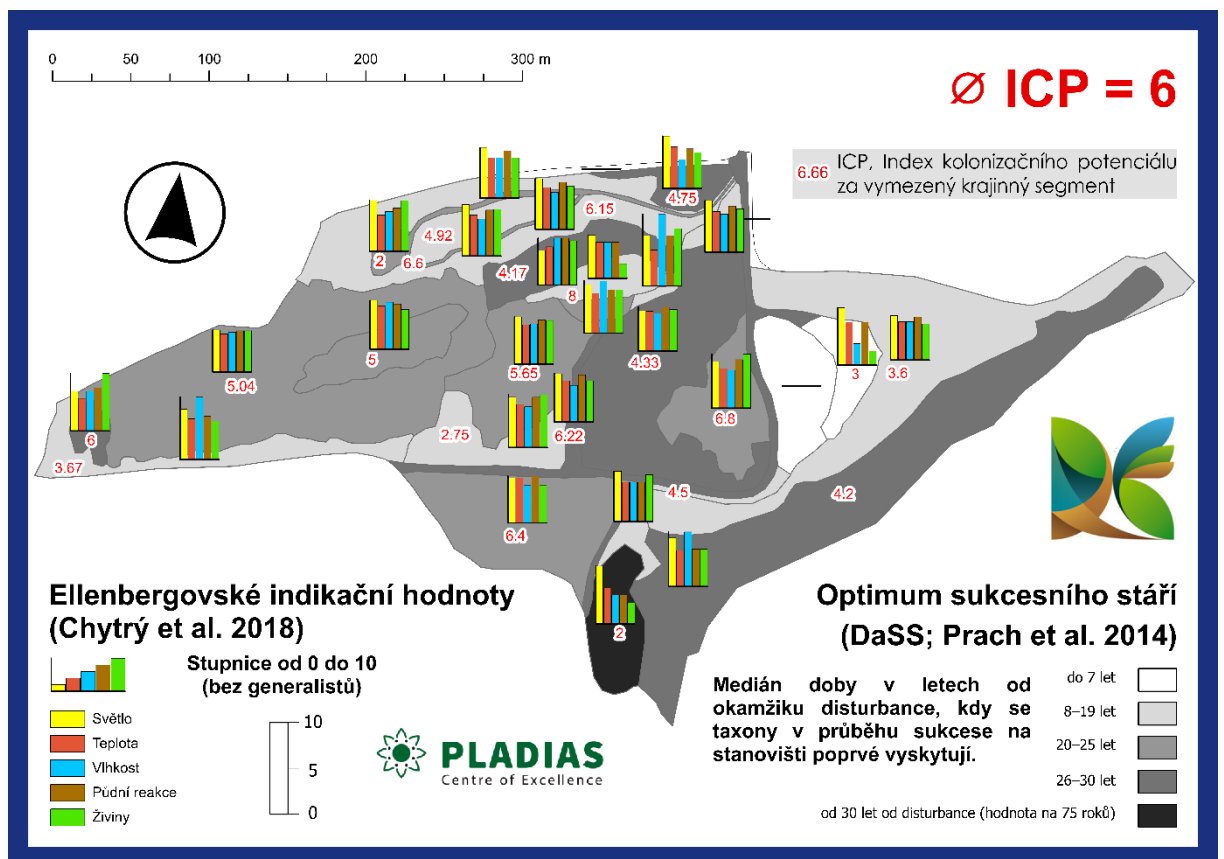 0 50 100 200 300 m
Ø ICP = 6
6.66 ICP, Index kolonizačního potenciálu
za vymezený krajinný segment
4.75
6.15
4.92
2
6.6
4.17
8
5
5.65
4.33
3
3.6
5.04
6.8
6
2.75
6.22
3.67
4.5
4.2
6.4
2
Ellenbergovské indikační hodnoty
(Chytrý et al. 2018)
Stupnice od 0 do 10
(bez generalistů)
Světlo
Teplota
Vlhkost
Půdní reakce
Živiny
10
5
0
PLADIAS
Centre of Excellence
Optimum sukcesního stáří
(DaSS; Prach et al. 2014)
Medián doby v letech od
okamžiku disturbance, kdy se
taxony v průběhu sukcese na
stanovišti poprvé vyskytují.
do 7 let
8–19 let
20–25 let
26–30 let
od 30 let od disturbance (hodnota na 75 roků)